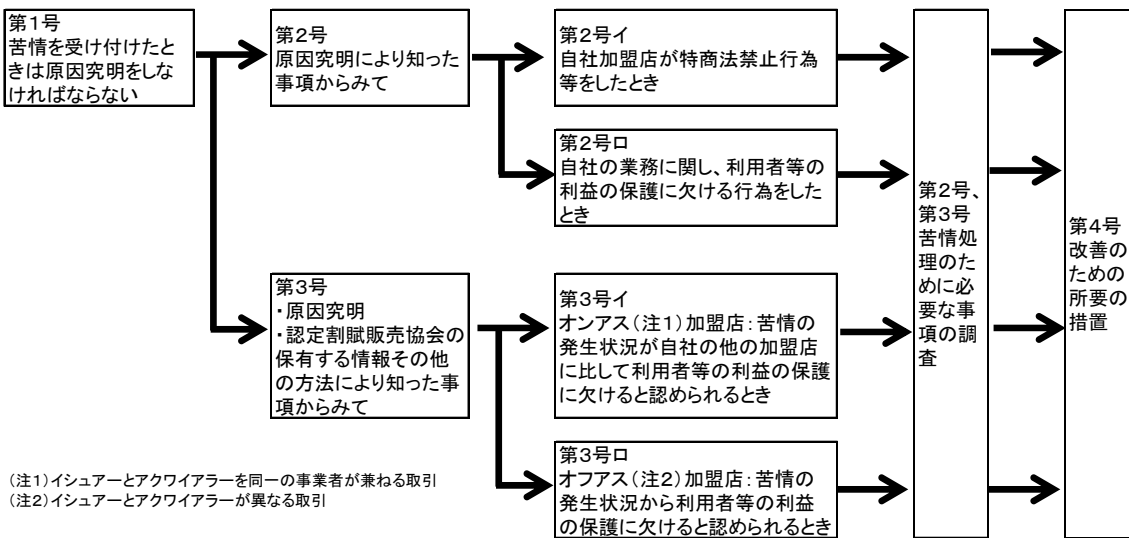 第１号
苦情を受け付けたと
きは原因究明をしな
ければならない
第２号
原因究明により知った
事項からみて
第２号イ
自社加盟店が特商法禁止行為
等をしたとき
第２号ロ
自社の業務に関し、利用者等の
利益の保護に欠ける行為をした
とき
第３号
・原因究明
・認定割賦販売協会の
保有する情報その他
の方法により知った事
項からみて
第３号イ
オンアス（注１）加盟店：苦情の
発生状況が自社の他の加盟店
に比して利用者等の利益の保護
に欠けると認められるとき
第３号ロ
オフアス（注２）加盟店：苦情の
発生状況から利用者等の利益
の保護に欠けると認められるとき
第２号、
第３号
苦情処
理のた
めに必
要な事
項の調
査
第４号
改善の
ための
所要の
措置
（注１）イシュアーとアクワイアラーを同一の事業者が兼ねる取引
（注２）イシュアーとアクワイアラーが異なる取引